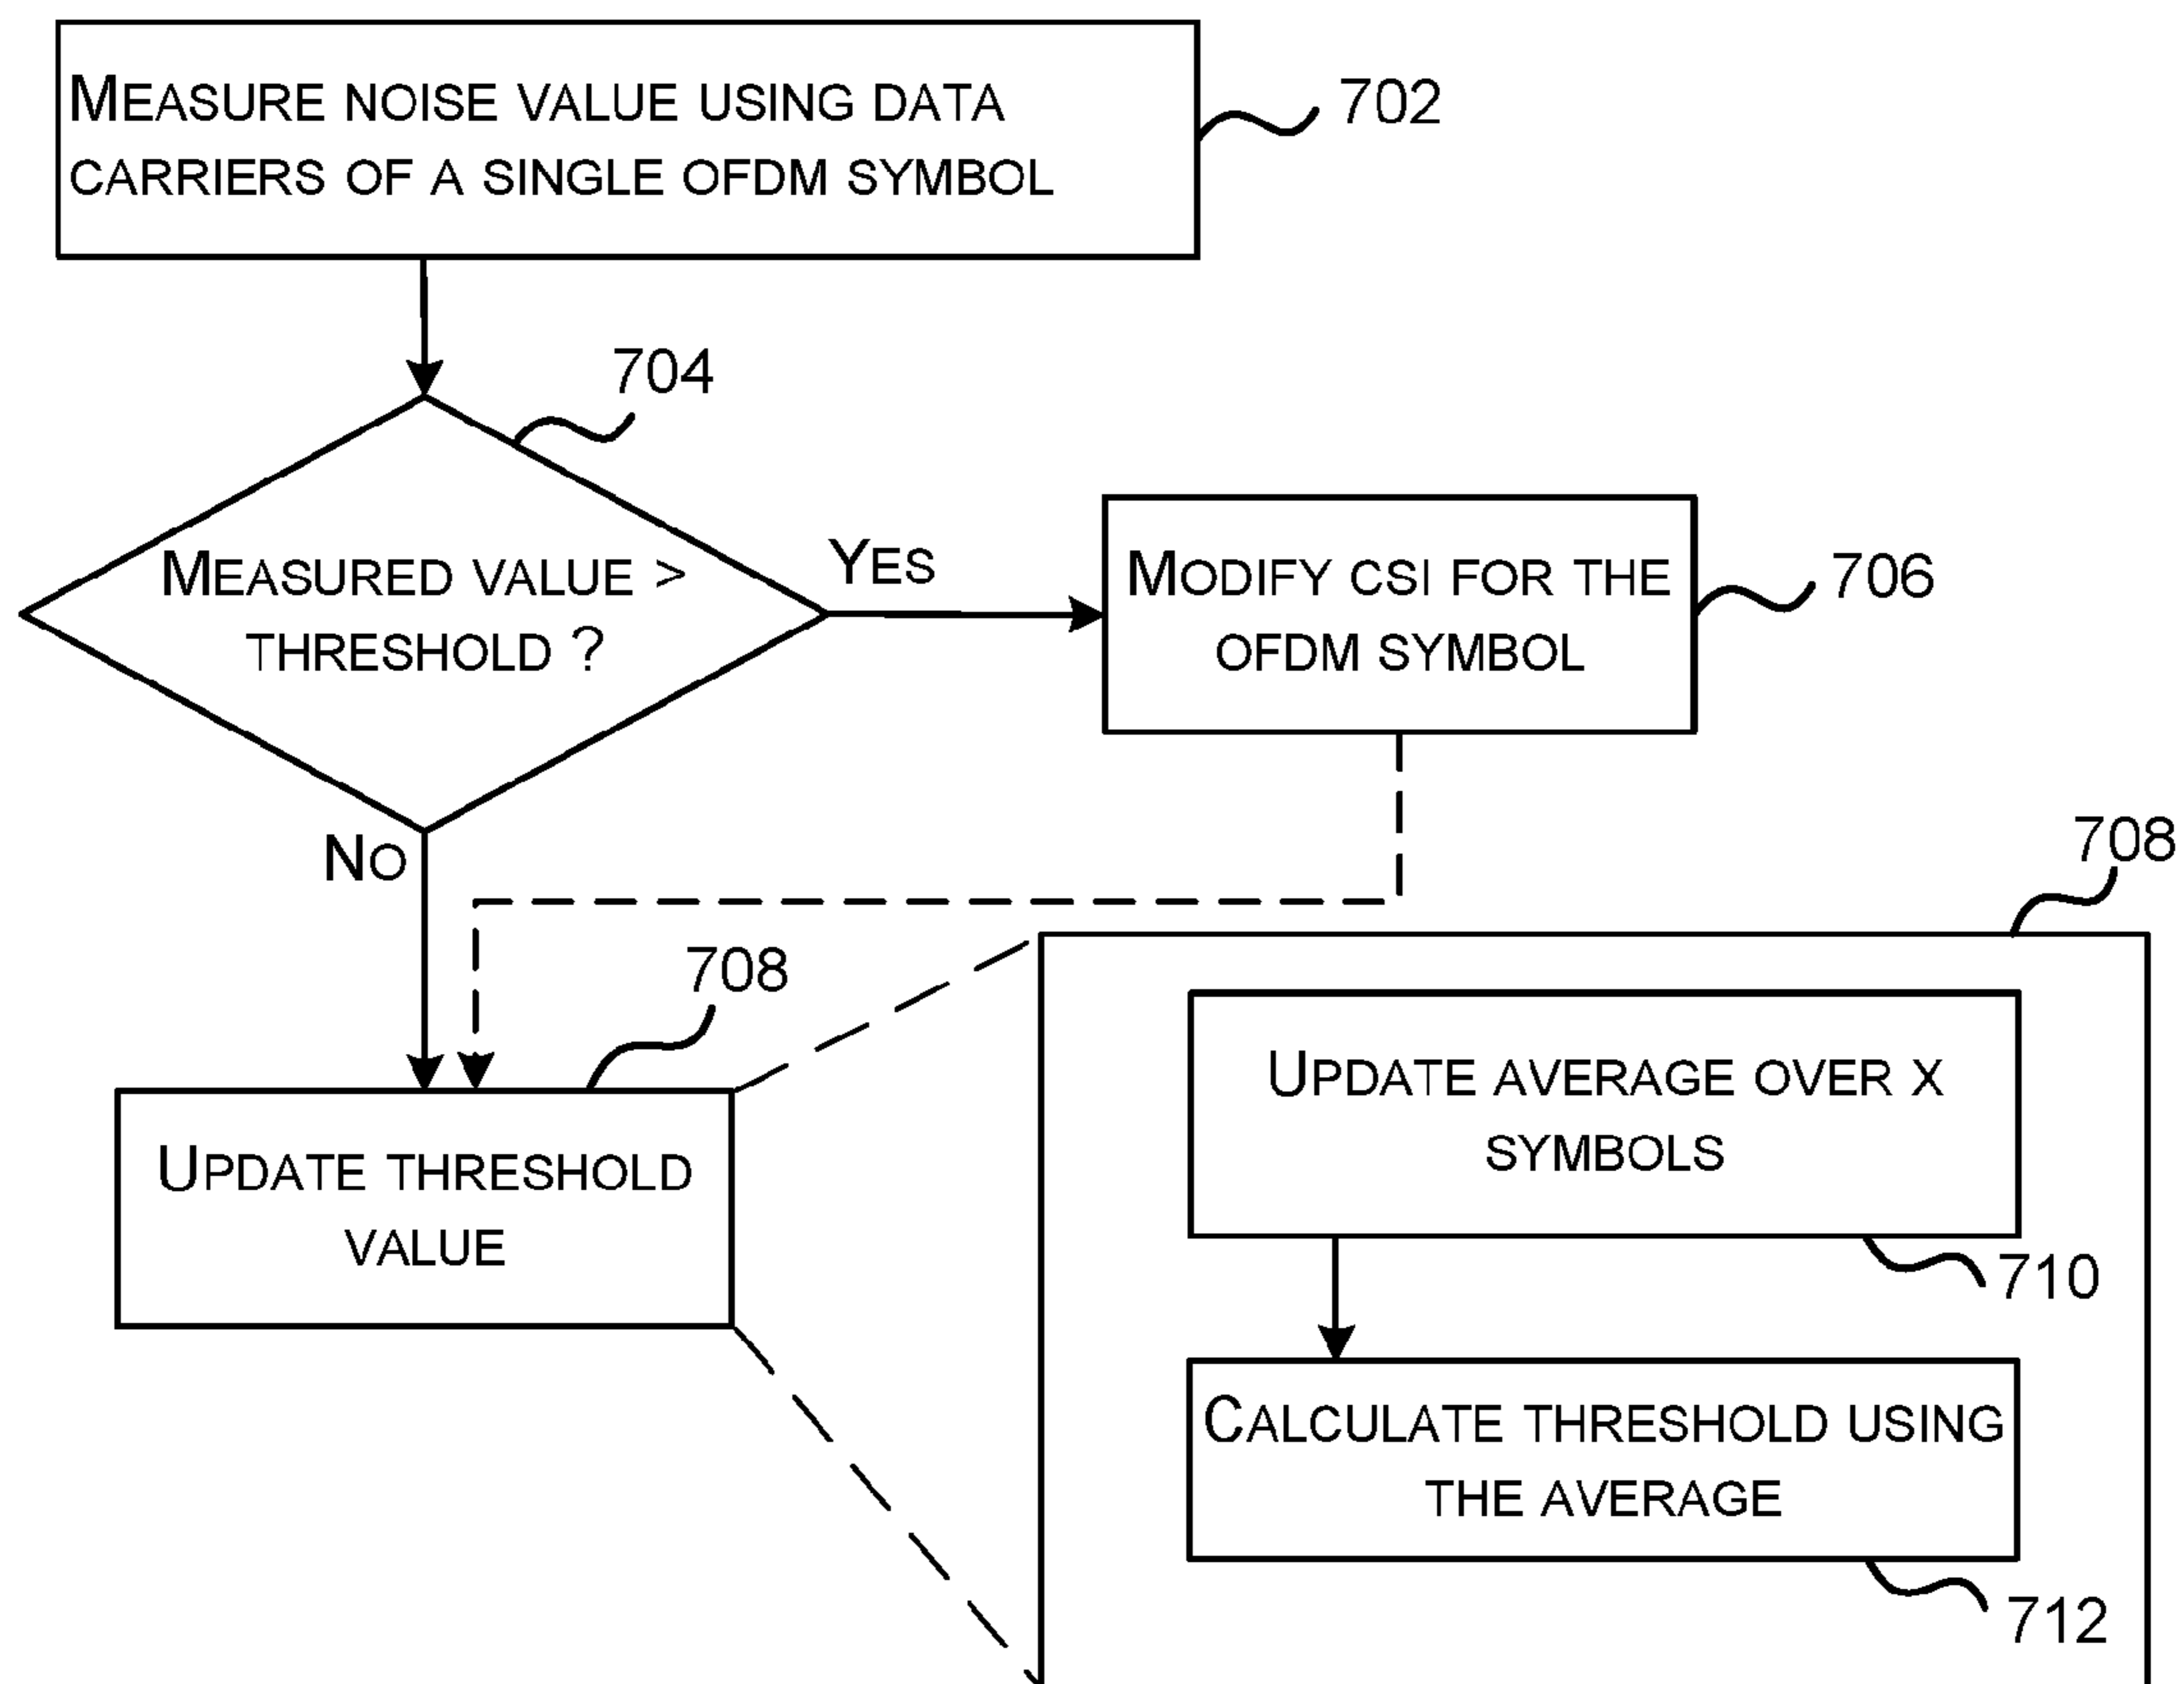 MEASURE NOISE VALUE USING DATA
CARRIERS OF A SINGLE OFDM SYMBOL
702
704
MEASURED VALUE >
THRESHOLD ?
YES
MODIFY CSI FOR THE
OFDM SYMBOL
706
NO
708
UPDATE THRESHOLD
VALUE
708
UPDATE AVERAGE OVER X
SYMBOLS
710
CALCULATE THRESHOLD USING
THE AVERAGE
712